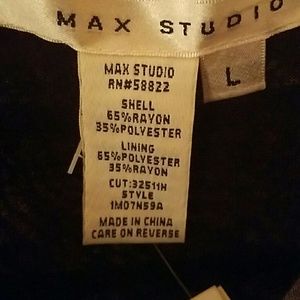 MAX STUDIO
L
MAX STUDIO
RN#58822
SHELL
65%RAYON
35%POLYESTER
LINING
65%RAYON
35%POLYESTER
CUT:32511H
STYLE
1M07N59A
MADE IN CHINA
CARE ON REVERSE